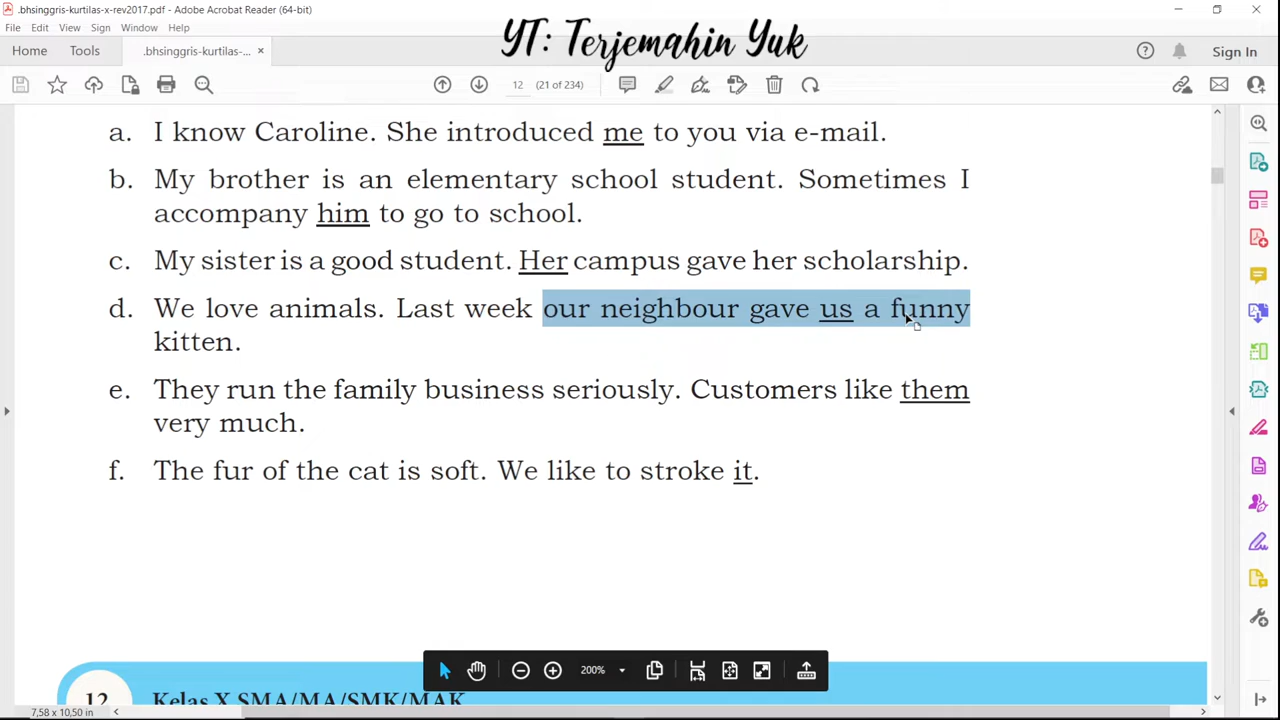 .bhsinggris-kurtilas-x-rev2017.pdf - Adobe Acrobat Reader (64-bit)
File Edit View Sign Window Help
YT: Terjemahin Yuk
Home Tools .bhsinggris-kurtilas-... × Sign In
12 (21 of 234)
a. I know Caroline. She introduced me to you via e-mail.
b. My brother is an elementary school student. Sometimes I
accompany him to go to school.
c. My sister is a good student. Her campus gave her scholarship.
d. We love animals. Last week our neighbour gave us a funny
kitten.
e. They run the family business seriously. Customers like them
very much.
f. The fur of the cat is soft. We like to stroke it.
200%
12 Kelas X SMA/MA/SMK/MAK
7,58 x 10,50 in